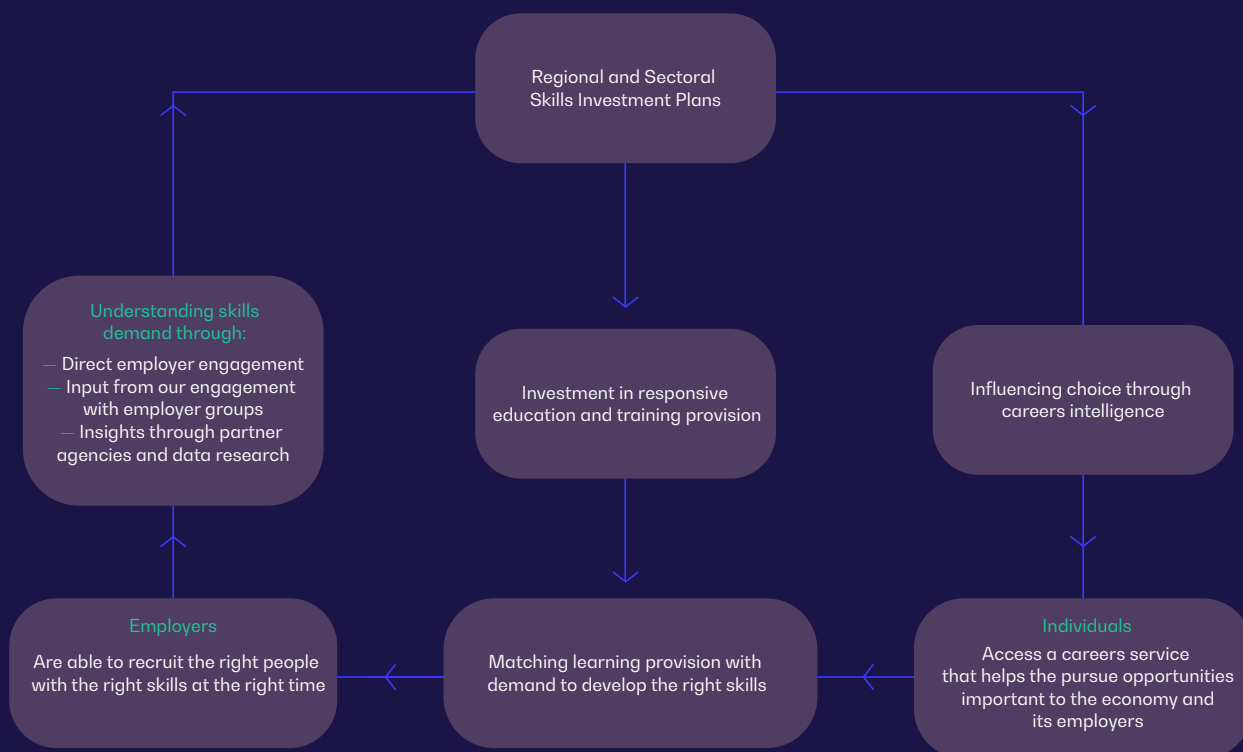 Regional and Sectoral
Skills Investment Plans
Understanding skills
demand through:
— Direct employer engagement
— Input from our engagement
with employer groups
— Insights through partner
agencies and data research
Investment in responsive
education and training provision
Influencing choice through
careers intelligence
Employers
Are able to recruit the right people
with the right skills at the right time
Matching learning provision with
demand to develop the right skills
Individuals
Access a careers service
that helps the pursue opportunities
important to the economy and
its employers